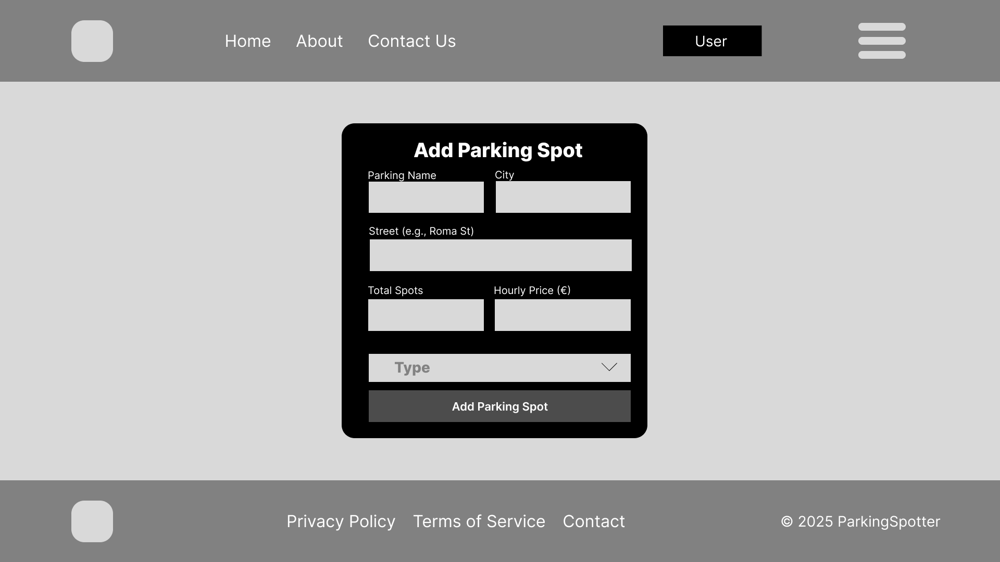 Home About Contact Us User
Add Parking Spot
Parking Name City
Street (e.g., Roma St)
Total Spots Hourly Price (€)
Type
Add Parking Spot
Privacy Policy Terms of Service Contact © 2025 ParkingSpotter